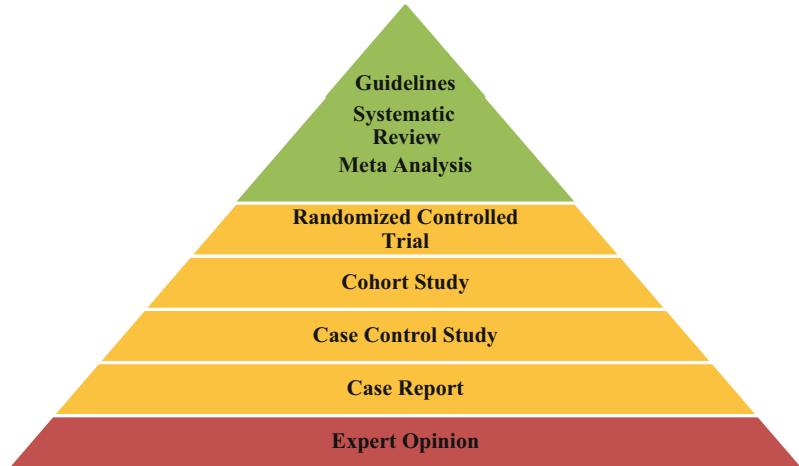 Guidelines
Systematic
Review
Meta Analysis
Randomized Controlled
Trial
Cohort Study
Case Control Study
Case Report
Expert Opinion